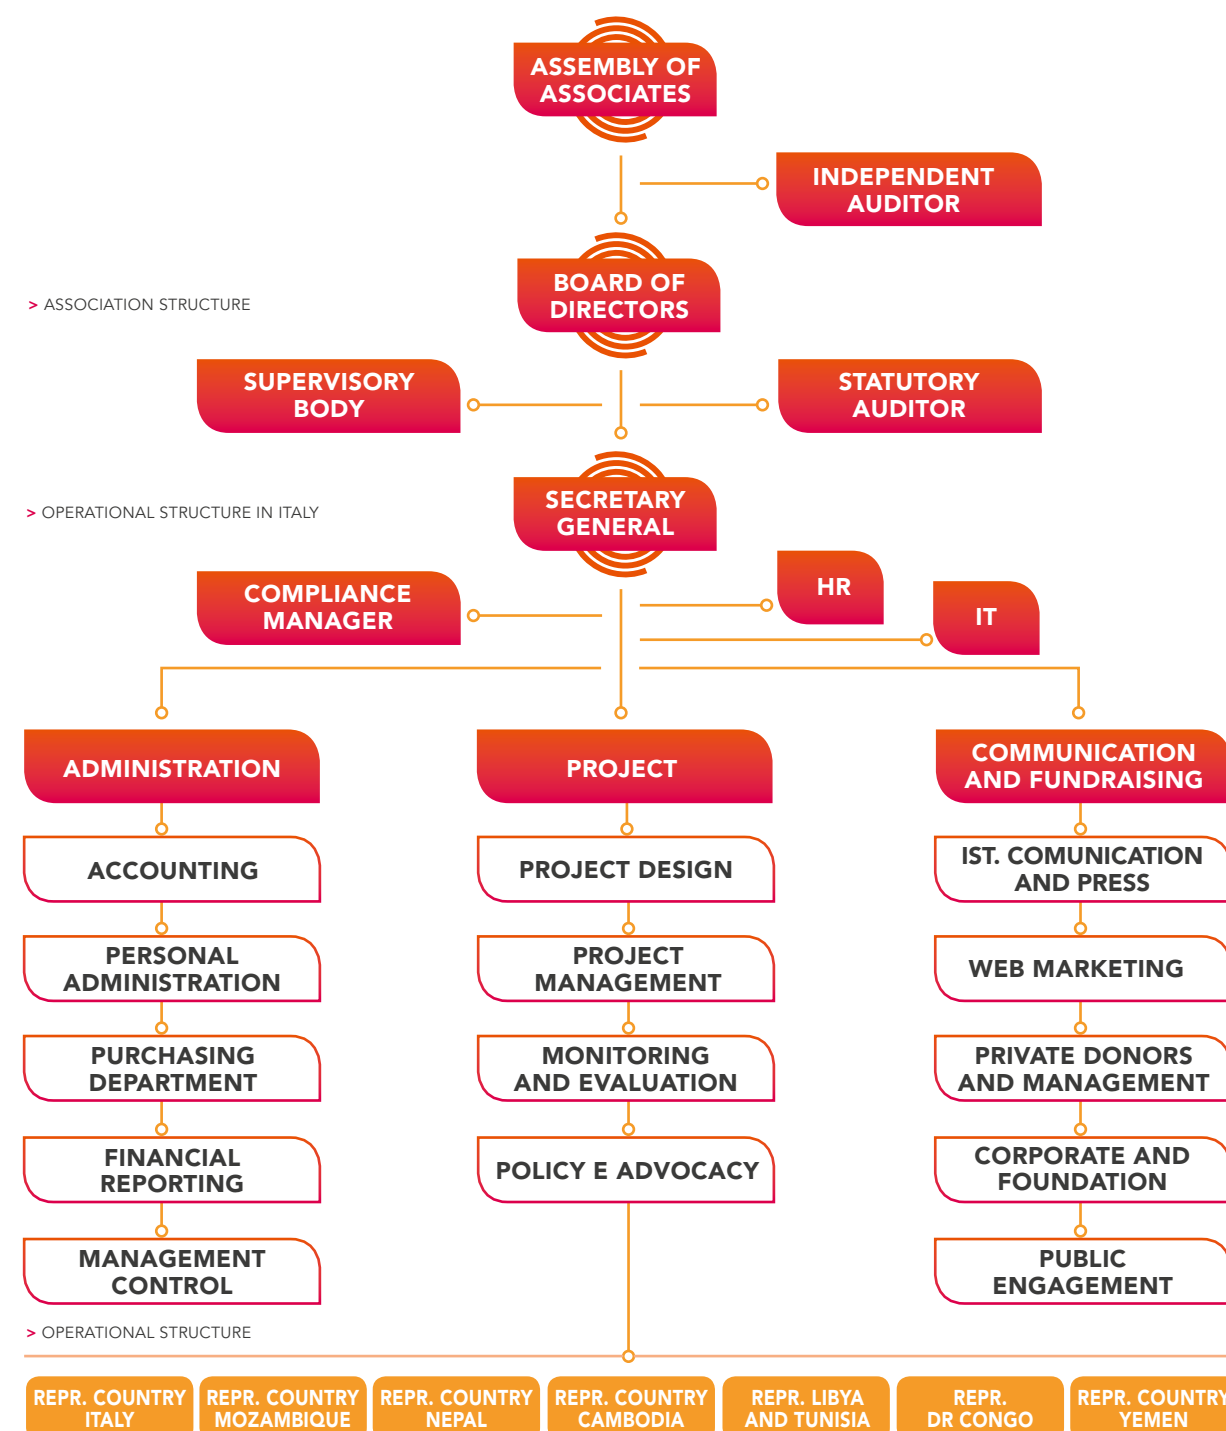 ASSEMBLY OF
ASSOCIATES
INDEPENDENT
AUDITOR
BOARD OF
DIRECTORS
> ASSOCIATION STRUCTURE
SUPERVISORY
BODY
STATUTORY
AUDITOR
SECRETARY
GENERAL
> OPERATIONAL STRUCTURE IN ITALY
COMPLIANCE
MANAGER
HR
IT
ADMINISTRATION
PROJECT
COMMUNICATION
AND FUNDRAISING
ACCOUNTING
PROJECT DESIGN
IST. COMUNICATION
AND PRESS
PERSONAL
ADMINISTRATION
PROJECT
MANAGEMENT
WEB MARKETING
PURCHASING
DEPARTMENT
MONITORING
AND EVALUATION
PRIVATE DONORS
AND MANAGEMENT
FINANCIAL
REPORTING
POLICY E ADVOCACY
CORPORATE AND
FOUNDATION
MANAGEMENT
CONTROL
PUBLIC
ENGAGEMENT
> OPERATIONAL STRUCTURE
REPR. COUNTRY
ITALY
REPR. COUNTRY
MOZAMBIQUE
REPR. COUNTRY
NEPAL
REPR. COUNTRY
CAMBODIA
REPR. LIBYA
AND TUNISIA
REPR.
DR CONGO
REPR. COUNTRY
YEMEN